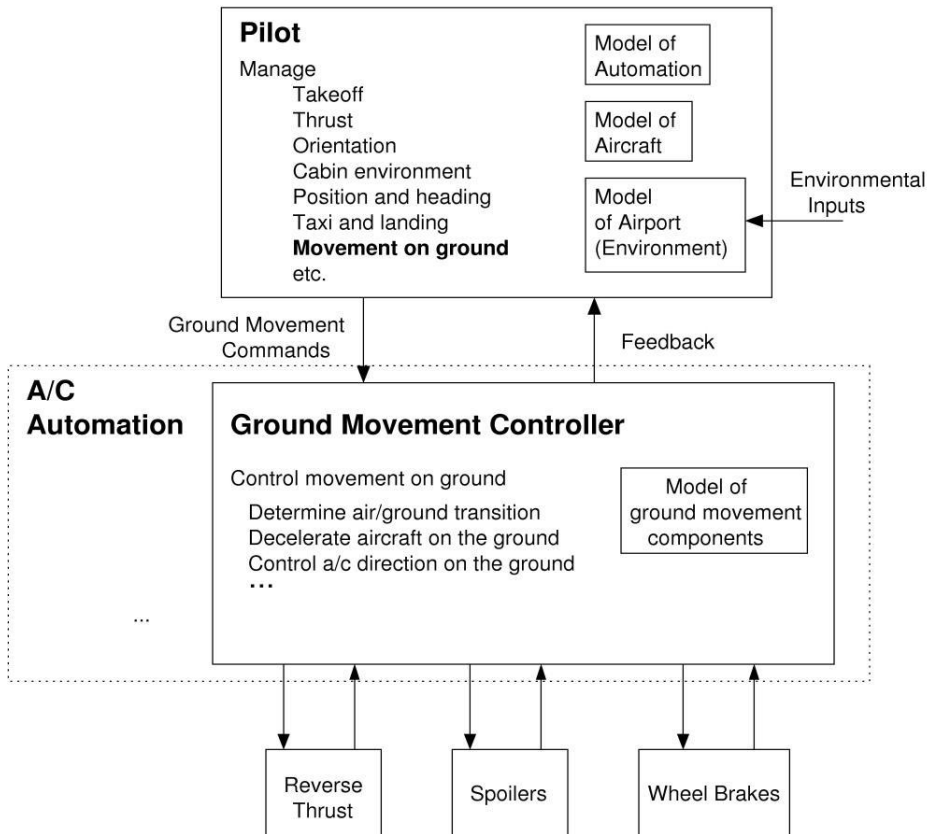 Pilot
Manage
Takeoff
Thrust
Orientation
Cabin environment
Position and heading
Taxi and landing
Movement on ground
etc.
Model of
Automation
Model of
Aircraft
Model
of Airport
(Environment)
Environmental
Inputs
Ground Movement
Commands
Feedback
A/C
Automation
...
Ground Movement Controller
Control movement on ground
Determine air/ground transition
Decelerate aircraft on the ground
Control a/c direction on the ground
...
Model of
ground movement
components
Reverse
Thrust
Spoilers
Wheel Brakes